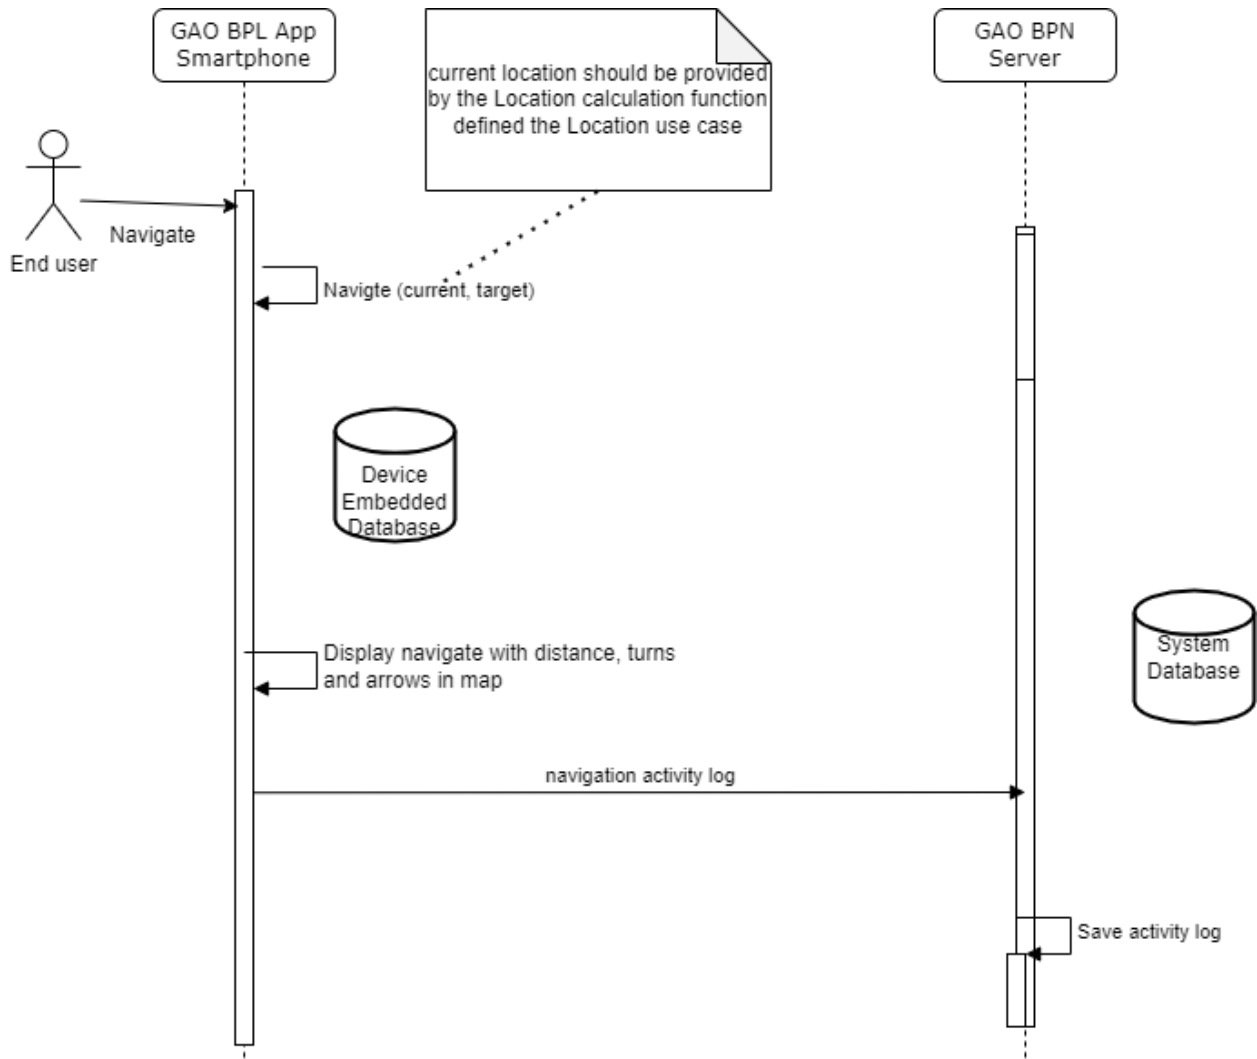 GAO BPL App
Smartphone
current location should be provided
by the Location calculation function
defined the Location use case
GAO BPN
Server
Navigate
End user
Navigte (current, target)
Device
Embedded
Database
Display navigate with distance, turns
and arrows in map
System
Database
navigation activity log
Save activity log